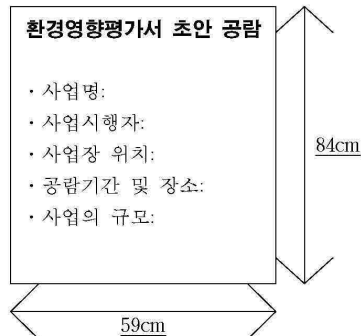 환경영향평가서 초안 공람
· 사업명:
· 사업시행자:
· 사업장 위치:
· 공람기간 및 장소:
· 사업의 규모:
84cm
59cm